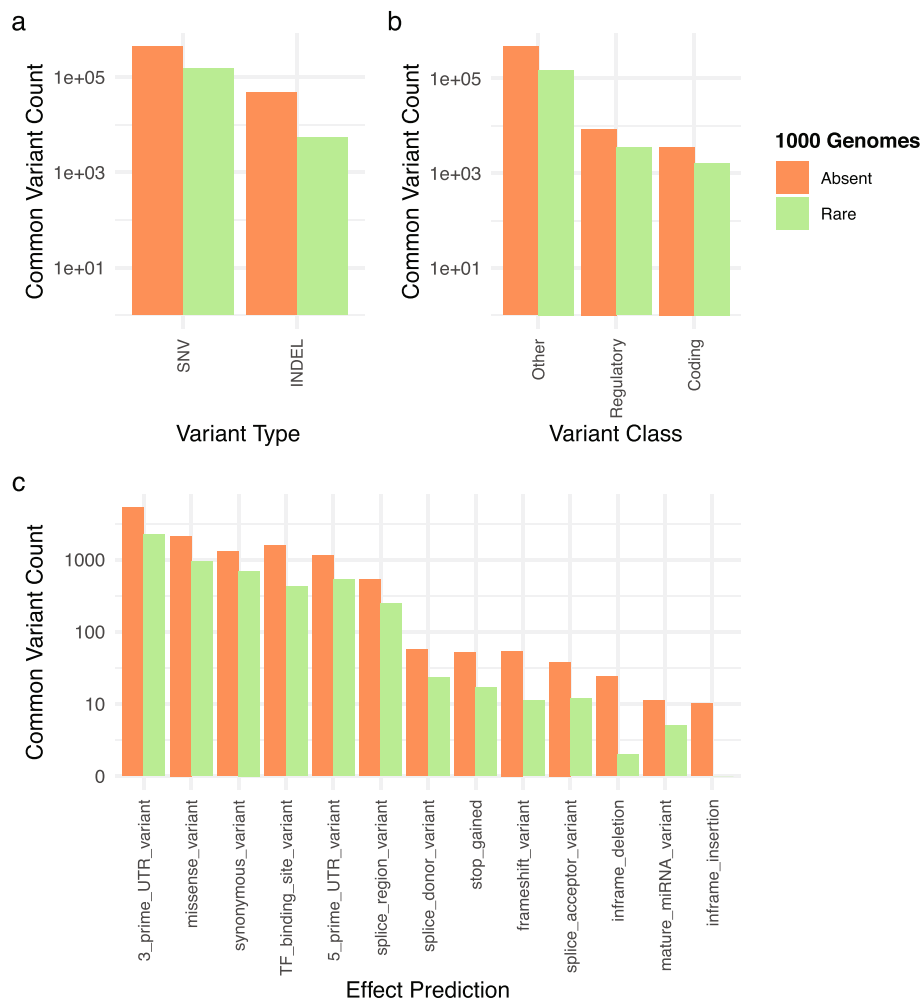 a
Common Variant Count
1e+05
1e+03
1e+01
SNV
INDEL
Variant Type
b
Common Variant Count
1e+05
1e+03
1e+01
Other
Regulatory
Coding
Variant Class
1000 Genomes
Absent
Rare
c
Common Variant Count
1000
100
10
0
3_prime_UTR_variant
missense_variant
synonymous_variant
TF_binding_site_variant
5_prime_UTR_variant
splice_region_variant
splice_donor_variant
stop_gained
frameshift_variant
splice_acceptor_variant
inframe_deletion
mature_miRNA_variant
inframe_insertion
Effect Prediction